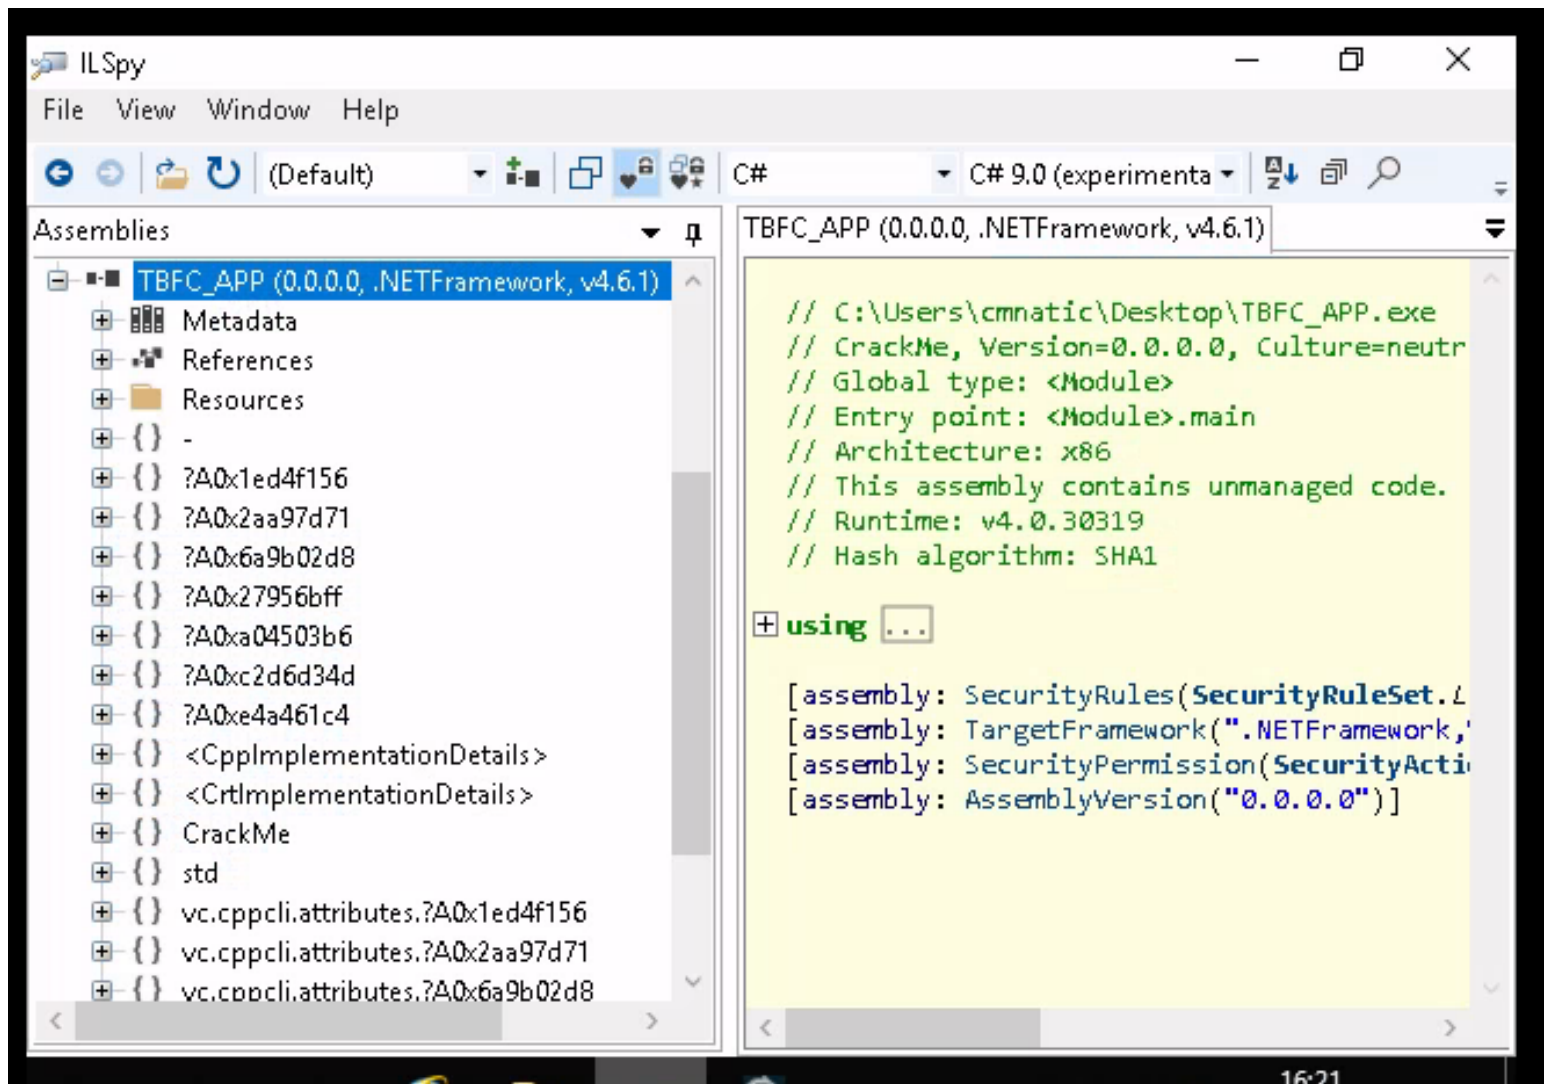 ILSpy
File View Window Help
(Default) C# C# 9.0 (experimenta
Assemblies
TBFC_APP (0.0.0.0, .NETFramework, v4.6.1)
Metadata
References
Resources
{ } -
{ } ?A0x1ed4f156
{ } ?A0x2aa97d71
{ } ?A0x6a9b02d8
{ } ?A0x27956bff
{ } ?A0xa04503b6
{ } ?A0xc2d6d34d
{ } ?A0xe4a461c4
{ } <CppImplementationDetails>
{ } <CrtImplementationDetails>
{ } CrackMe
{ } std
{ } vc.cppcli.attributes.?A0x1ed4f156
{ } vc.cppcli.attributes.?A0x2aa97d71
{ } vc.cppcli.attributes.?A0x6a9b02d8
TBFC_APP (0.0.0.0, .NETFramework, v4.6.1)
// C:\Users\cmnatic\Desktop\TBFC_APP.exe
// CrackMe, Version=0.0.0.0, Culture=neutr
// Global type: <Module>
// Entry point: <Module>.main
// Architecture: x86
// This assembly contains unmanaged code.
// Runtime: v4.0.30319
// Hash algorithm: SHA1
using ...
[assembly: SecurityRules(SecurityRuleSet.L
[assembly: TargetFramework(".NETFramework,
[assembly: SecurityPermission(SecurityActi
[assembly: AssemblyVersion("0.0.0.0")]
16:21